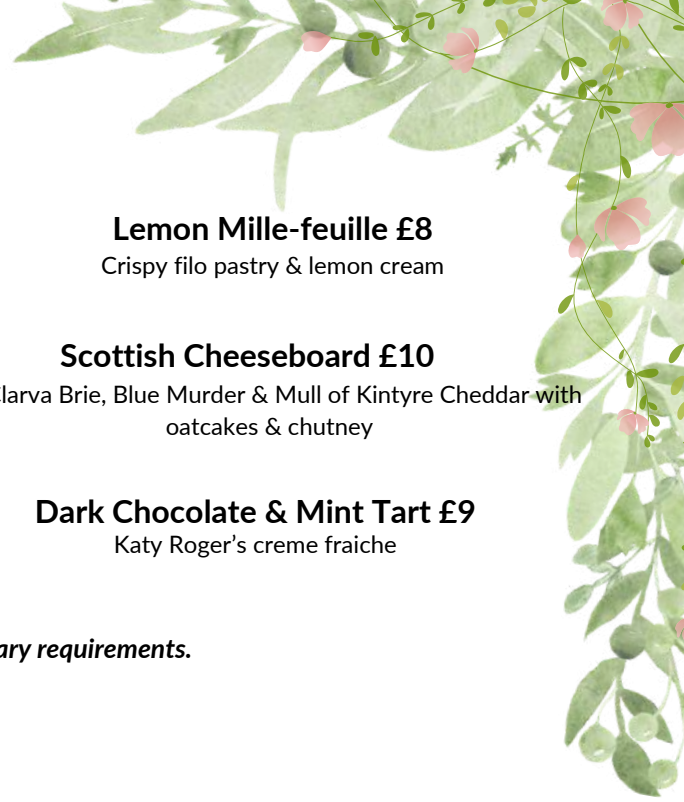 Lemon Mille-feuille £8
Crispy filo pastry & lemon cream
Scottish Cheeseboard £10
Brie, Blue Murder & Mull of Kintyre Cheddar with
oatcakes & chutney
Dark Chocolate & Mint Tart £9
Katy Roger’s creme fraiche
requirements.